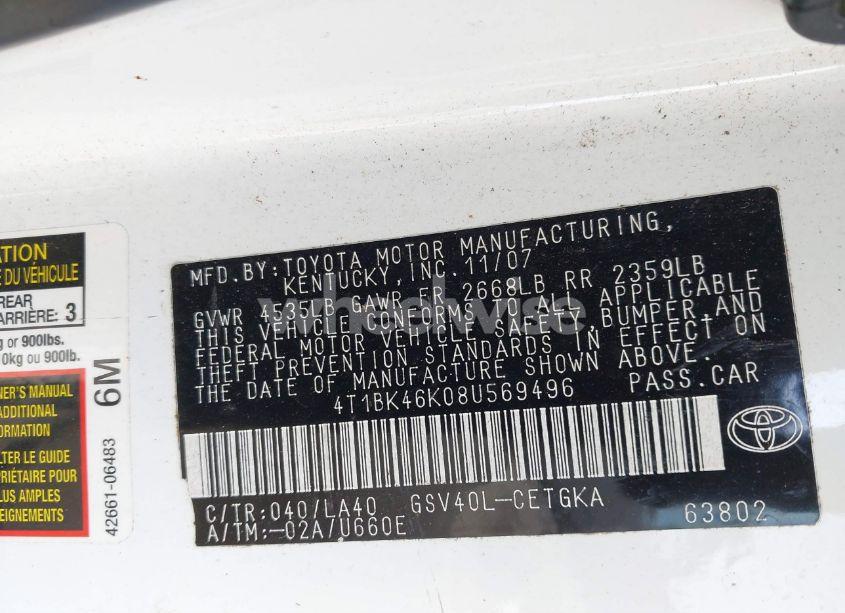 ATION
E DU VÉHICULE
REAR
ARRIÈRE: 3
g or 900lbs.
0kg ou 900lb.
NER'S MANUAL
ADDITIONAL
ORMATION
LTER LE GUIDE
PRIÉTAIRE POUR
LUS AMPLES
EIGNEMENTS
6M
42661-06483
MFD.BY:TOYOTA MOTOR MANUFACTURING,
KENTUCKY,INC.11/07
GVWR 4535LB GAWR FR 2668LB RR 2359LB
THIS VEHICLE CONFORMS TO ALL APPLICABLE
FEDERAL MOTOR VEHICLE SAFETY,BUMPER,AND
THEFT PREVENTION STANDARDS IN EFFECT ON
THE DATE OF MANUFACTURE SHOWN ABOVE.
4T1BK46K08U569496 PASS.CAR
C/TR:040/LA40 GSV40L-CETGKA
A/TM:-02A/U660E 63802
wheelwise